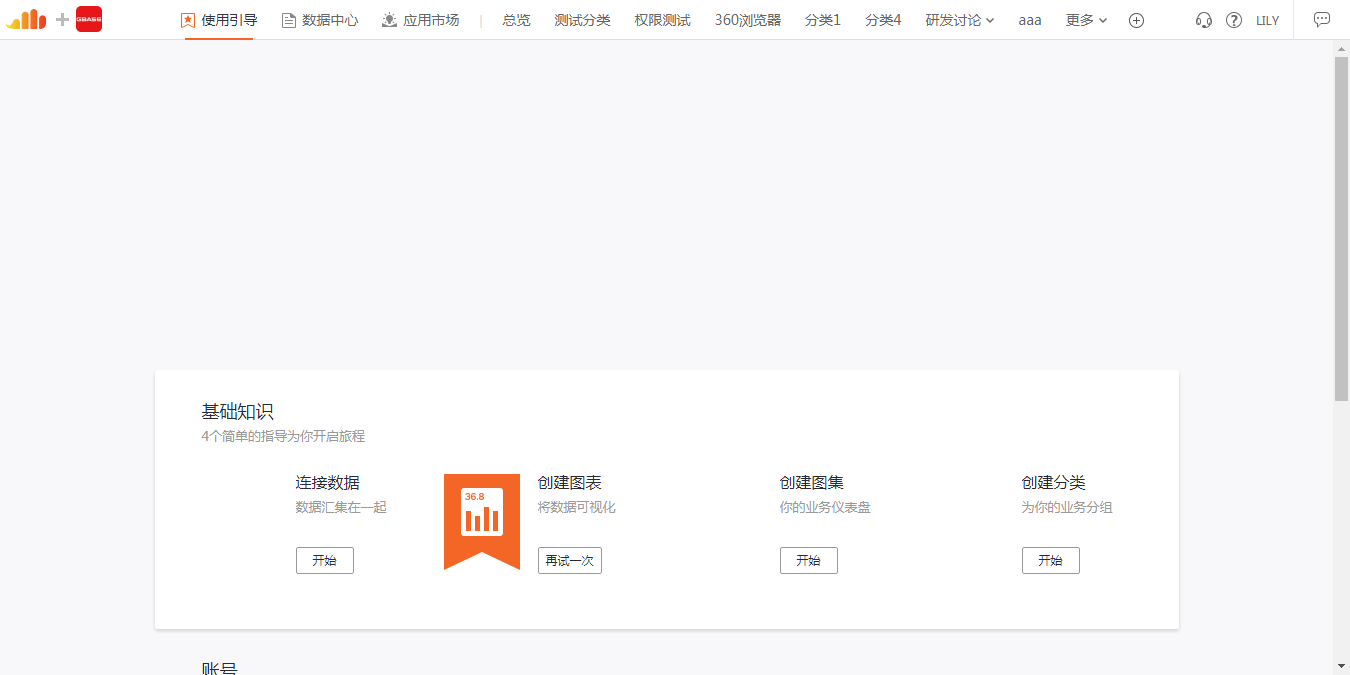 GBASE 使用引导 数据中心 应用市场 总览 测试分类 权限测试 360浏览器 分类1 分类4 研发讨论 aaa 更多 LILY
基础知识
4个简单的指导为你开启旅程
连接数据 创建图表 创建图集 创建分类
36.8
数据汇集在一起 将数据可视化 你的业务仪表盘 为你的业务分组
开始 再试一次 开始 开始
账号